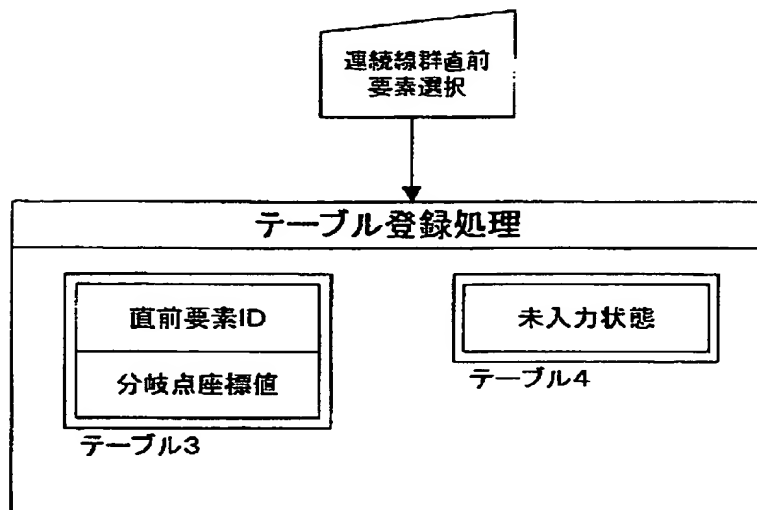 連続線群直前
要素選択
テーブル登録処理
直前要素ID
分岐点座標値
テーブル3
未入力状態
テーブル4